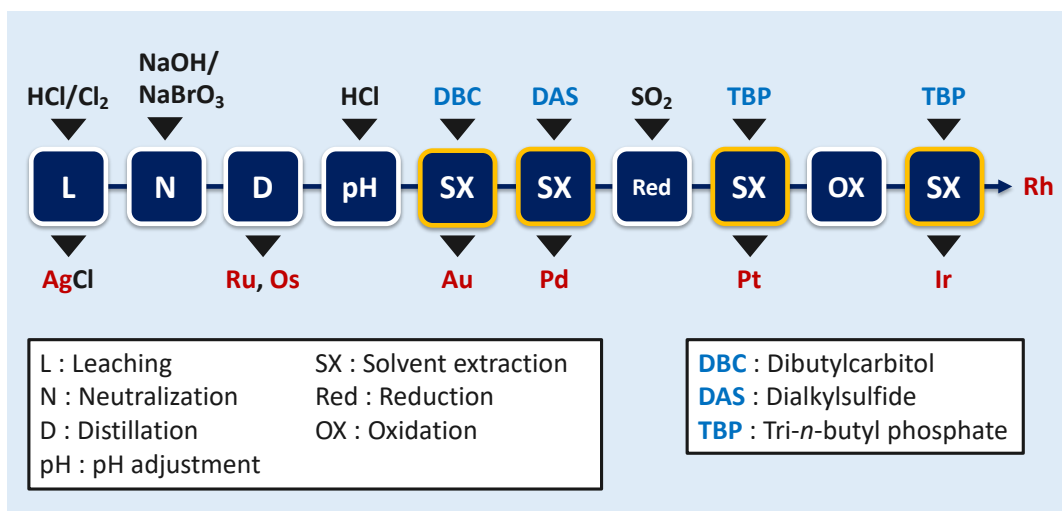 NaOH/
NaBrO₃
HCl/Cl₂ HCl DBC DAS SO₂ TBP TBP
L N D pH SX SX Red SX OX SX Rh
AgCl Ru, Os Au Pd Pt Ir
L : Leaching SX : Solvent extraction
N : Neutralization Red : Reduction
D : Distillation OX : Oxidation
pH : pH adjustment
DBC : Dibutylcarbitol
DAS : Dialkylsulfide
TBP : Tri-n-butyl phosphate